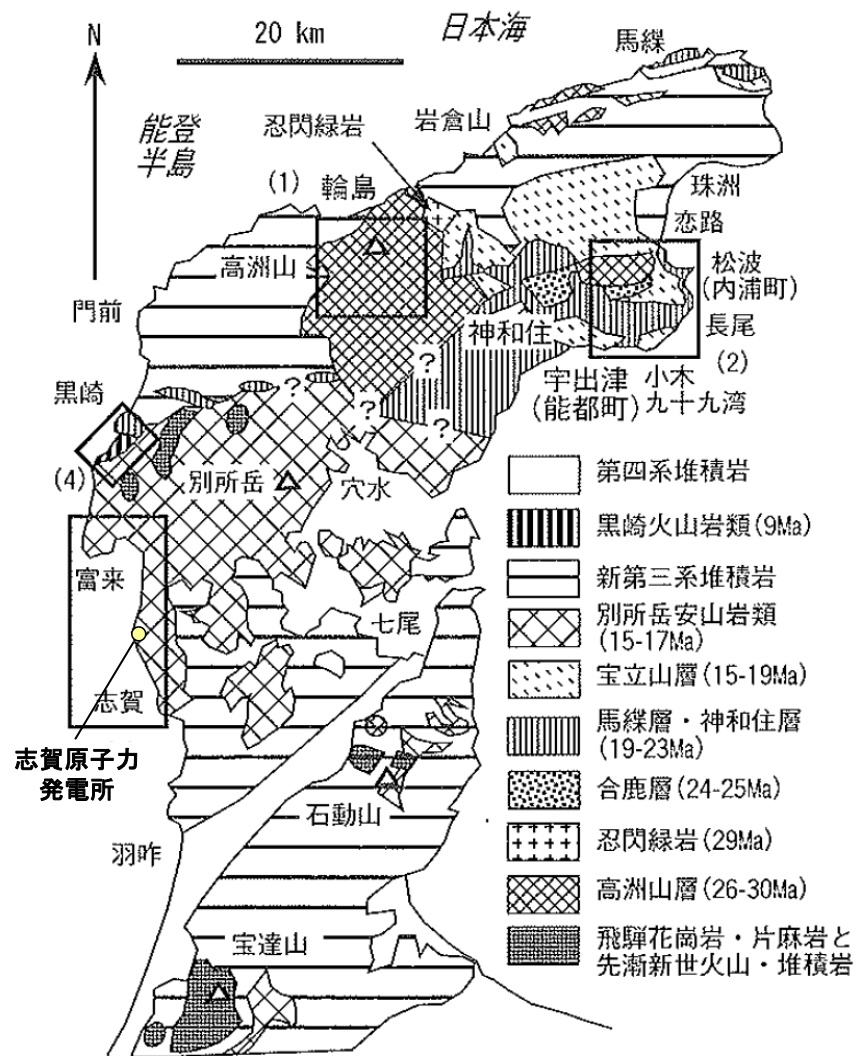 N
20 km
日本海
馬緤
能登
半島
忍閃緑岩
岩倉山
(1)
輪島
珠洲
恋路
高洲山
松波
(内浦町)
門前
神和住
長尾
(2)
?
宇出津
(能都町)
小木
九十九湾
黒崎
?
?
?
(4)
別所岳
穴水
富来
七尾
志賀
志賀原子力
発電所
石動山
羽咋
宝達山
第四系堆積岩
黒崎火山岩類(9Ma)
新第三系堆積岩
別所岳安山岩類
(15-17Ma)
宝立山層(15-19Ma)
馬緤層・神和住層
(19-23Ma)
合鹿層(24-25Ma)
忍閃緑岩(29Ma)
高洲山層(26-30Ma)
飛騨花崗岩・片麻岩と
先漸新世火山・堆積岩